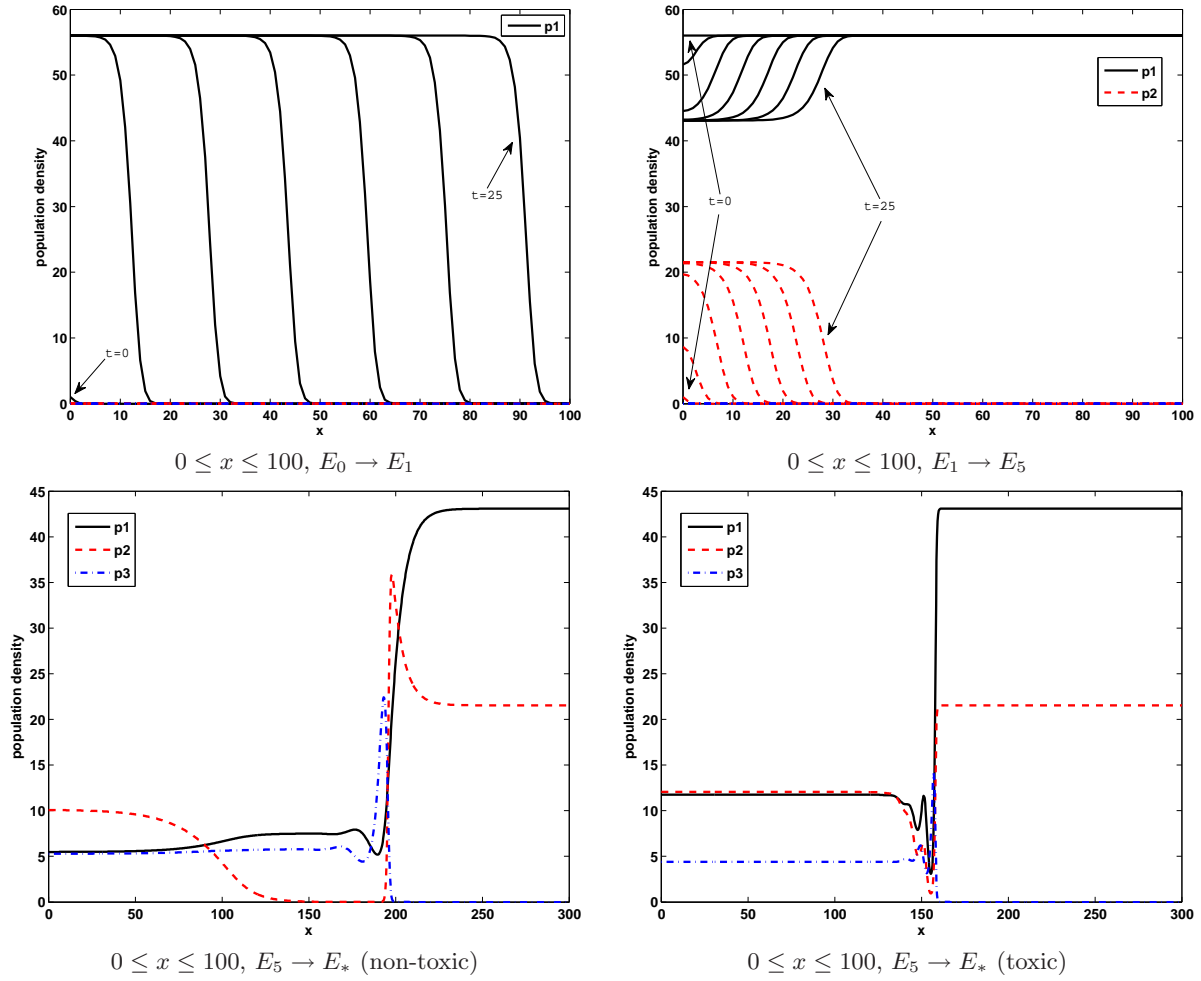 60
50
40
30
20
10
0
0 10 20 30 40 50 60 70 80 90 100
population density
x
p1
t=0
t=25
0 ≤ x ≤ 100, E₀ → E₁
60
50
40
30
20
10
0
0 10 20 30 40 50 60 70 80 90 100
population density
x
p1
p2
t=0
t=25
0 ≤ x ≤ 100, E₁ → E₅
45
40
35
30
25
20
15
10
5
0
0 50 100 150 200 250 300
population density
x
p1
p2
p3
0 ≤ x ≤ 100, E₅ → E∗ (non-toxic)
45
40
35
30
25
20
15
10
5
0
0 50 100 150 200 250 300
population density
x
p1
p2
p3
0 ≤ x ≤ 100, E₅ → E∗ (toxic)